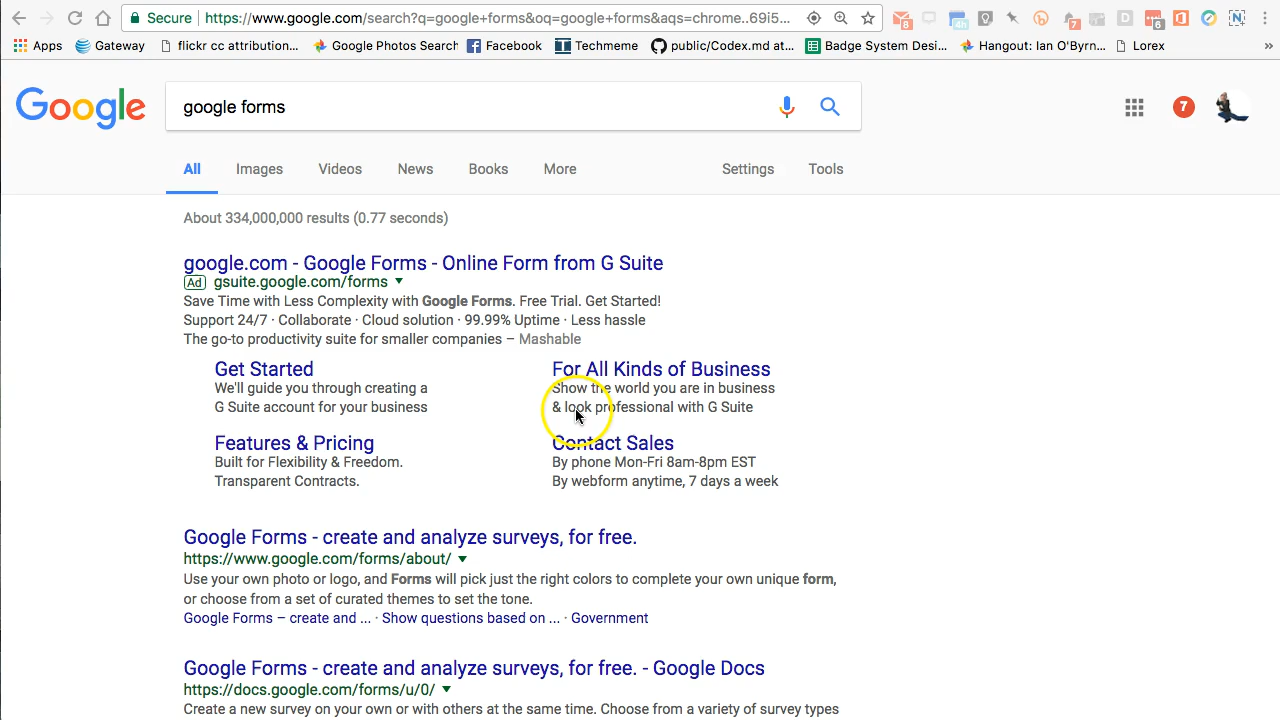 Secure https://www.google.com/search?q=google+forms&oq=google+forms&aqs=chrome..69i5...
8
6
7
Apps Gateway flickr cc attribution... Google Photos Search Facebook Techmeme public/Codex.md at... Badge System Desi... Hangout: Ian O'Byrn... Lorex »
Google google forms 7
All Images Videos News Books More Settings Tools
About 334,000,000 results (0.77 seconds)
google.com - Google Forms - Online Form from G Suite
Ad gsuite.google.com/forms
Save Time with Less Complexity with Google Forms. Free Trial. Get Started!
Support 24/7 · Collaborate · Cloud solution · 99.99% Uptime · Less hassle
The go-to productivity suite for smaller companies – Mashable
Get Started
We'll guide you through creating a
G Suite account for your business
For All Kinds of Business
Show the world you are in business
& look professional with G Suite
Features & Pricing
Built for Flexibility & Freedom.
Transparent Contracts.
Contact Sales
By phone Mon-Fri 8am-8pm EST
By webform anytime, 7 days a week
Google Forms - create and analyze surveys, for free.
https://www.google.com/forms/about/
Use your own photo or logo, and Forms will pick just the right colors to complete your own unique form,
or choose from a set of curated themes to set the tone.
Google Forms – create and ... · Show questions based on ... · Government
Google Forms - create and analyze surveys, for free. - Google Docs
https://docs.google.com/forms/u/0/
Create a new survey on your own or with others at the same time. Choose from a variety of survey types